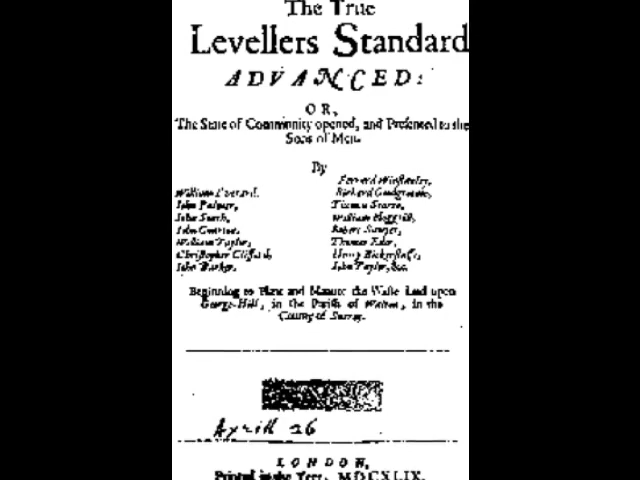 The True
Levellers Standard
ADVANCED:
OR,
The State of Community opened, and Presented to the
Sons of Men.
By
William Everard,
John Palmer,
John South,
John Courton,
William Taylor,
Christopher Clifford,
John Barker.
Jerrard Winstanley,
Richard Goodgroome,
Thomas Starre,
William Hoggrill,
Robert Sawyer,
Thomas Eder,
Henry Bickerstaffe,
John Taylor, &c.
Beginning to Plant and Manure the Waste land upon
George-Hill, in the Parish of Walton, in the
County of Surrey.
Aprill 26
LONDON,
Printed in the Yeer, MDCXLIX.